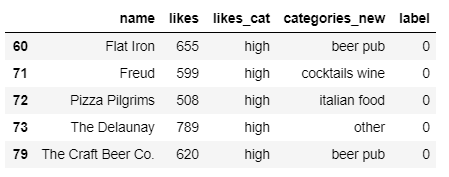 name likes likes_cat categories_new label
60 Flat Iron 655 high beer pub 0
71 Freud 599 high cocktails wine 0
72 Pizza Pilgrims 508 high italian food 0
73 The Delaunay 789 high other 0
79 The Craft Beer Co. 620 high beer pub 0